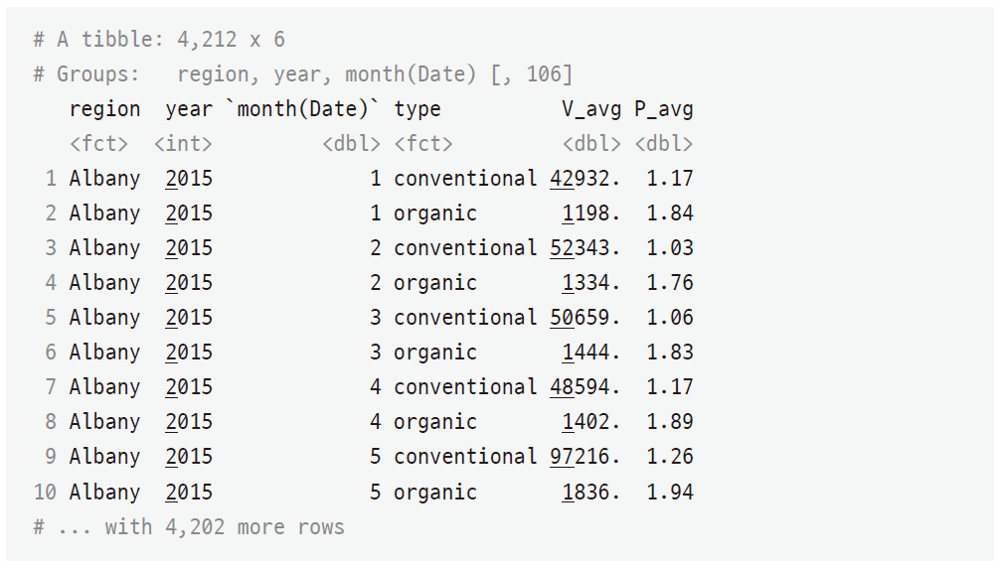 # A tibble: 4,212 x 6
# Groups:   region, year, month(Date) [, 106]
   region  year `month(Date)` type          V_avg P_avg
   <fct>  <int>         <dbl> <fct>         <dbl> <dbl>
 1 Albany  2015             1 conventional 42932.  1.17
 2 Albany  2015             1 organic       1198.  1.84
 3 Albany  2015             2 conventional 52343.  1.03
 4 Albany  2015             2 organic       1334.  1.76
 5 Albany  2015             3 conventional 50659.  1.06
 6 Albany  2015             3 organic       1444.  1.83
 7 Albany  2015             4 conventional 48594.  1.17
 8 Albany  2015             4 organic       1402.  1.89
 9 Albany  2015             5 conventional 97216.  1.26
10 Albany  2015             5 organic       1836.  1.94
# ... with 4,202 more rows